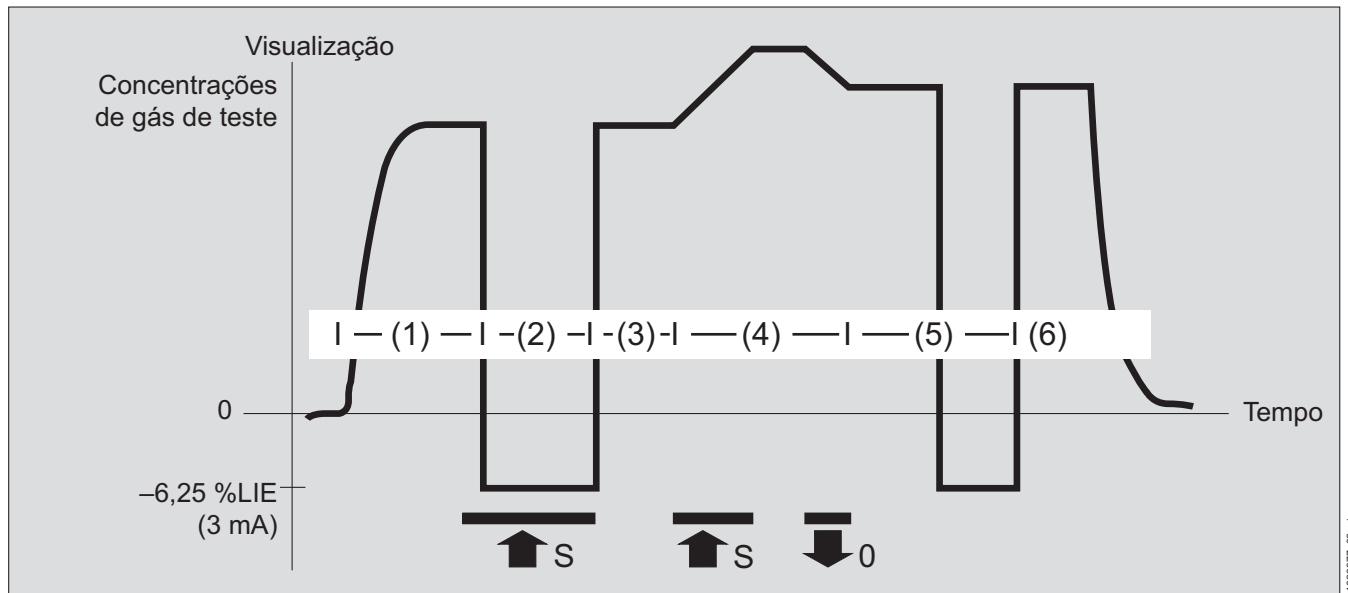 Visualização
Concentrações
de gás de teste
I — (1) — I –(2) –I -(3)-I — (4) — I — (5) — I (6)
0
Tempo
–6,25 %LIE
(3 mA)
S
S
0